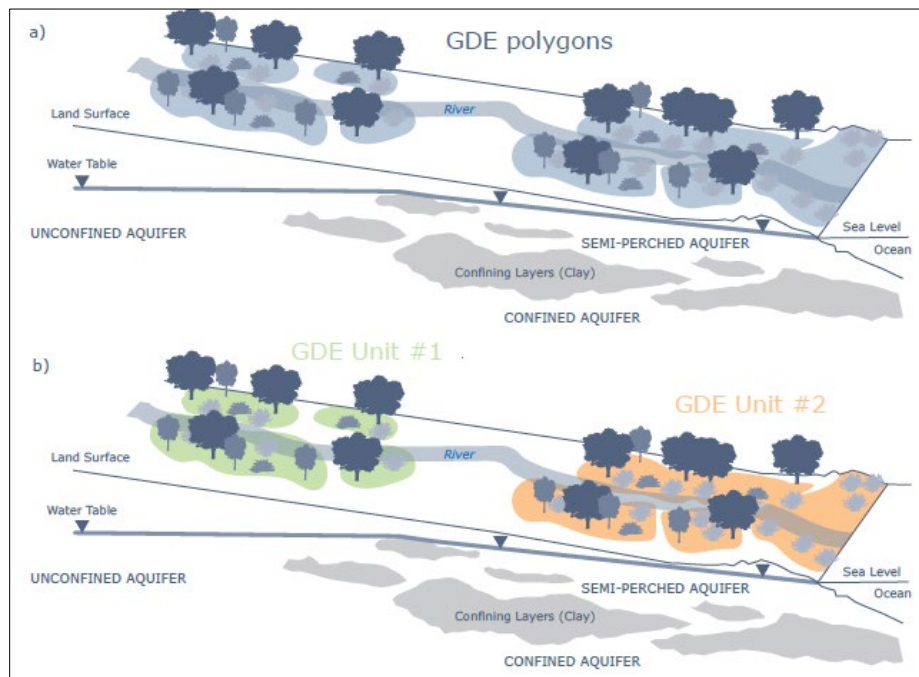 a)
GDE polygons
River
Land Surface
Water Table
UNCONFINED AQUIFER
SEMI-PERCHED AQUIFER
Sea Level
Ocean
Confining Layers (Clay)
CONFINED AQUIFER
b)
GDE Unit #1
GDE Unit #2
River
Land Surface
Water Table
UNCONFINED AQUIFER
SEMI-PERCHED AQUIFER
Sea Level
Ocean
Confining Layers (Clay)
CONFINED AQUIFER